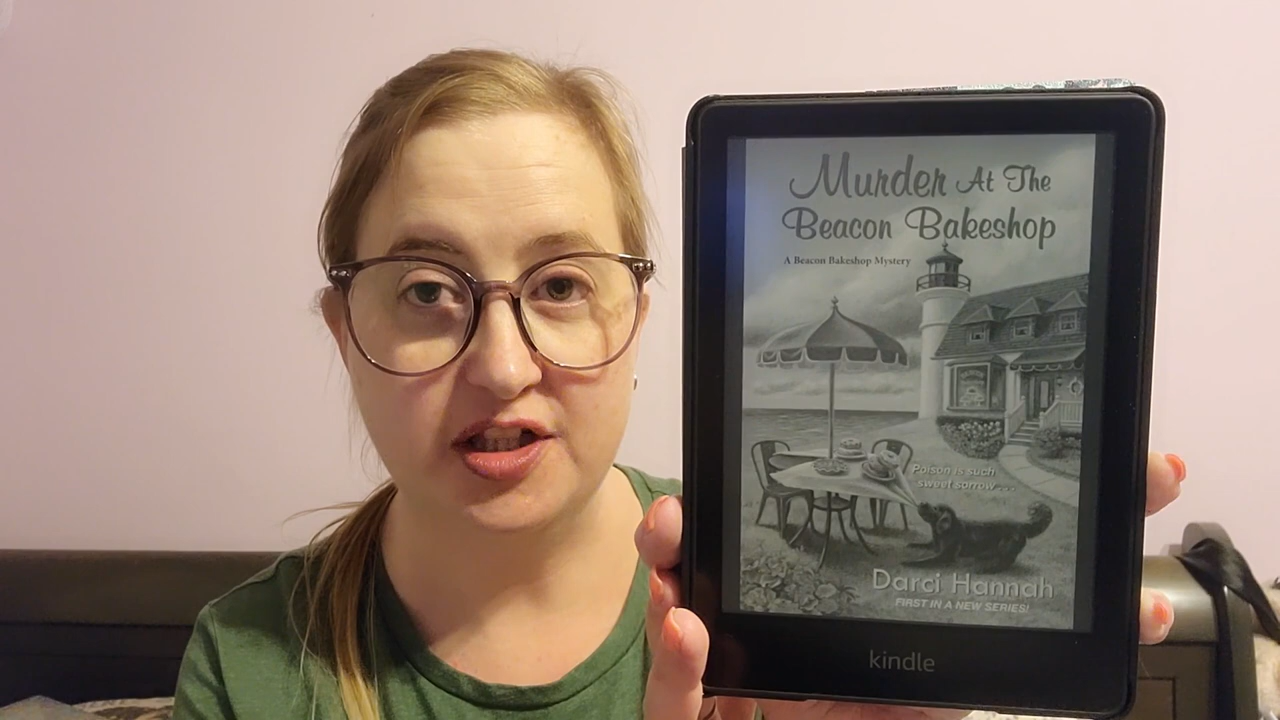 Murder At The
Beacon Bakeshop
A Beacon Bakeshop Mystery
Poison is such
sweet sorrow...
Darci Hannah
FIRST IN A NEW SERIES!
kindle